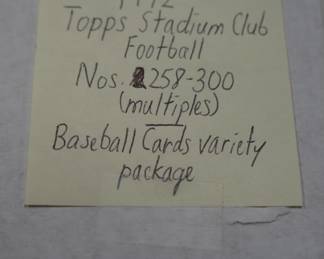 Topps Stadium Club
Football
Nos. 258-300
(multiples)
Baseball Cards variety
package